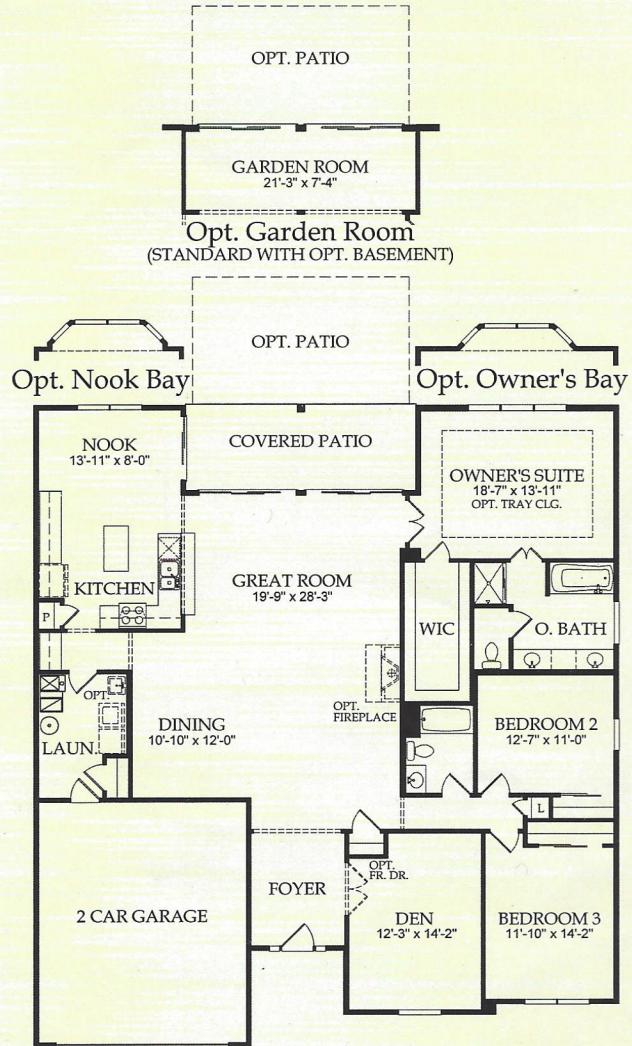 OPT. PATIO
GARDEN ROOM
21'-3" x 7'-4"
Opt. Garden Room
(STANDARD WITH OPT. BASEMENT)
OPT. PATIO
Opt. Nook Bay
Opt. Owner's Bay
NOOK
13'-11" x 8'-0"
COVERED PATIO
OWNER'S SUITE
18'-7" x 13'-11"
OPT. TRAY CLG.
KITCHEN
GREAT ROOM
19'-9" x 28'-3"
P
WIC
O. BATH
OPT.
LAUN.
OPT.
FIREPLACE
DINING
10'-10" x 12'-0"
BEDROOM 2
12'-7" x 11'-0"
L
OPT.
FR. DR.
FOYER
2 CAR GARAGE
DEN
12'-3" x 14'-2"
BEDROOM 3
11'-10" x 14'-2"